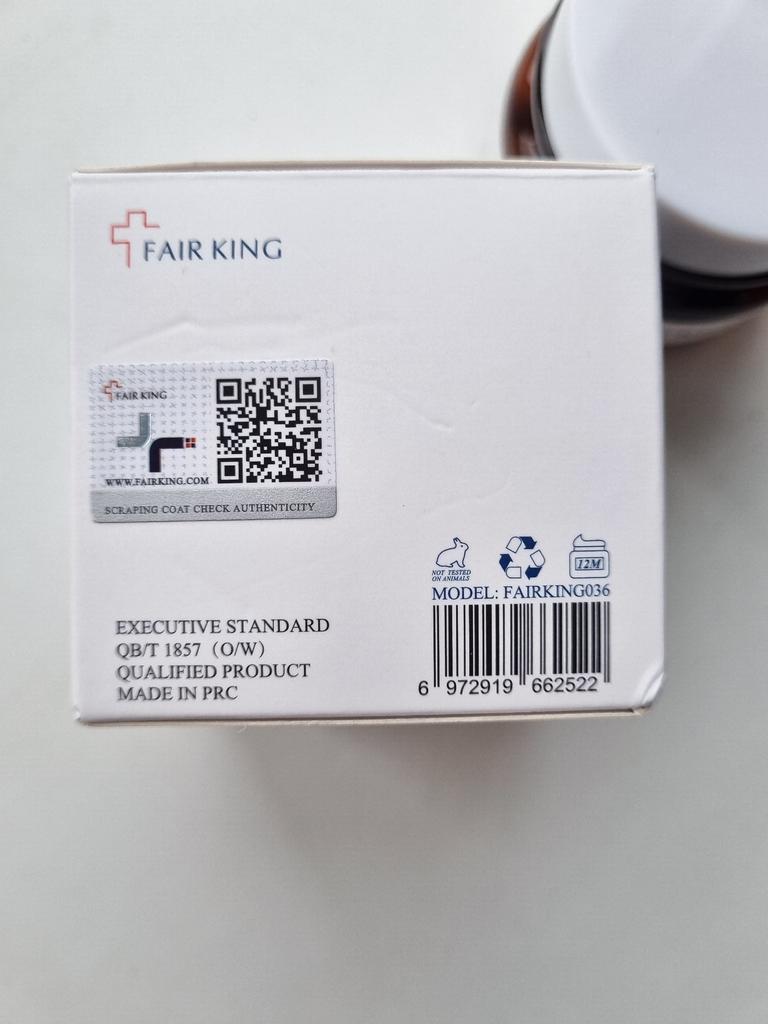 FAIR KING
FAIR KING
WWW.FAIRKING.COM
SCRAPING COAT CHECK AUTHENTICITY
NOT TESTED
ON ANIMALS
12M
MODEL: FAIRKING036
EXECUTIVE STANDARD
QB/T 1857 (O/W)
QUALIFIED PRODUCT
MADE IN PRC
6 972919 662522